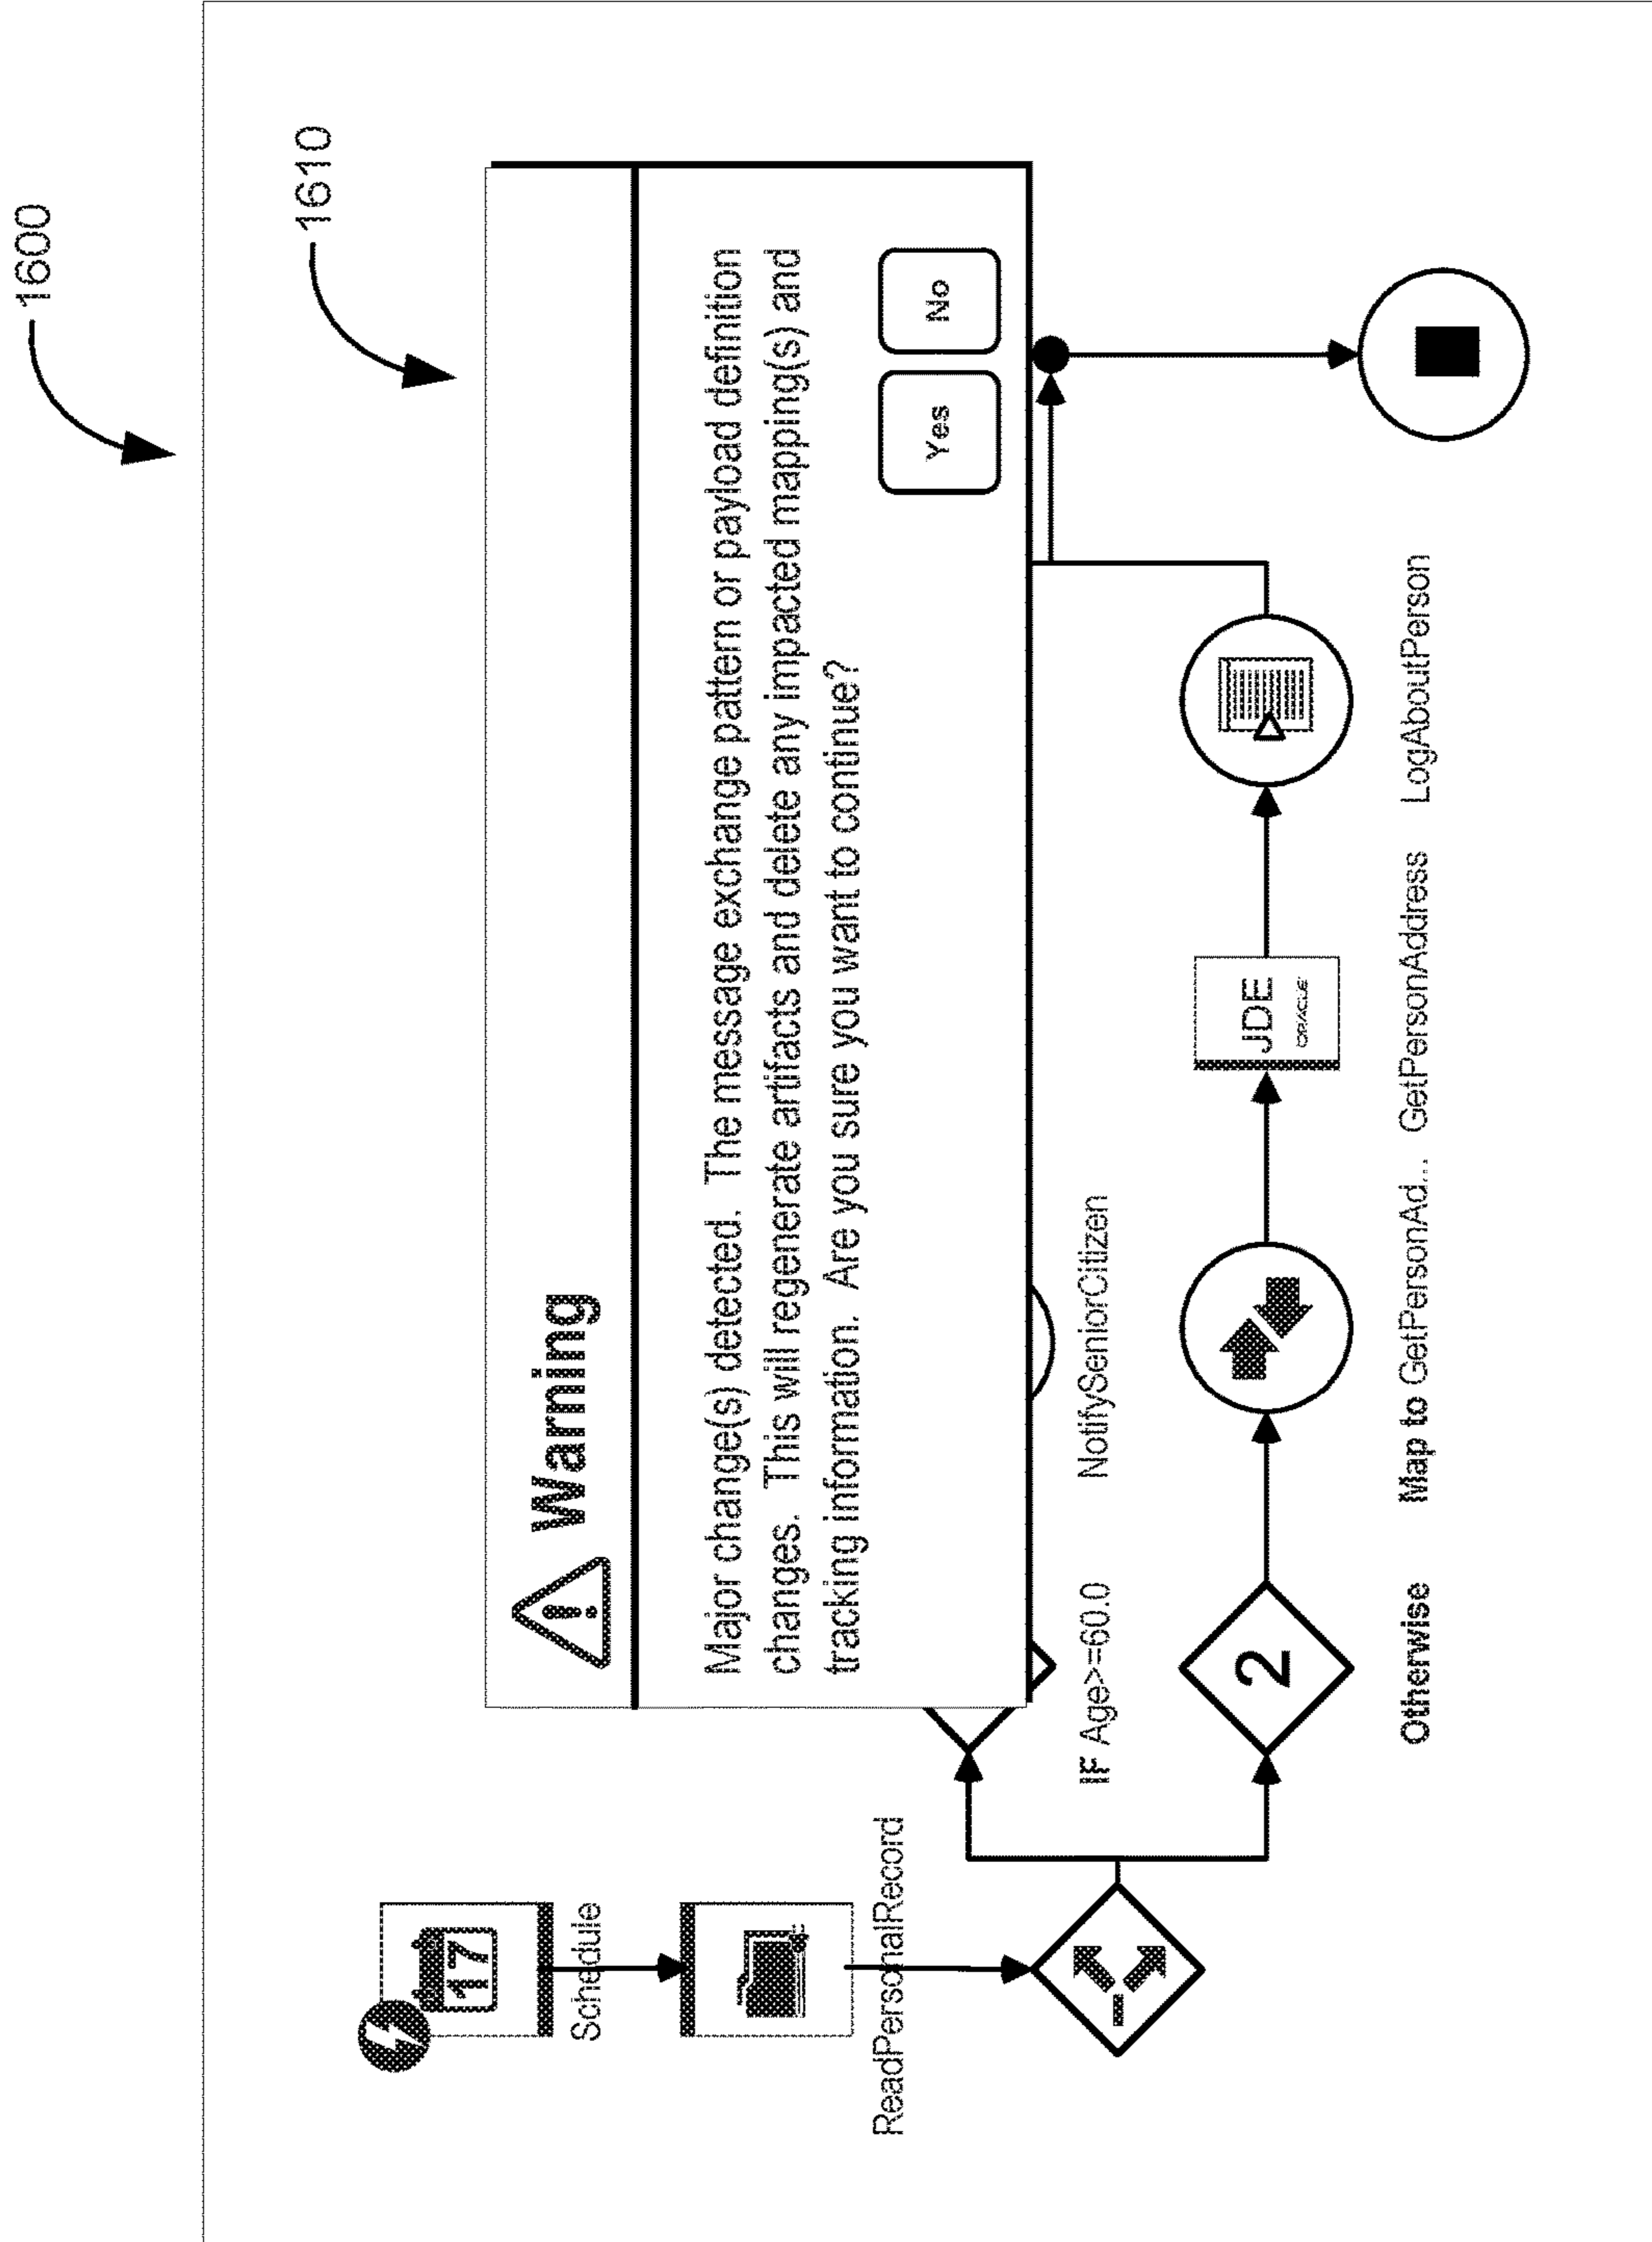 1600
1610
Warning
Major change(s) detected. The message exchange pattern or payload definition
changes. This will regenerate artifacts and delete any impacted mapping(s) and
tracking information. Are you sure you want to continue?
Yes No
17
Schedule
ReadPersonalRecord
IF Age>=60.0 NotifySeniorCitizen
2
JDE
ORACLE
Otherwise Map to GetPersonAd... GetPersonAddress LogAboutPerson